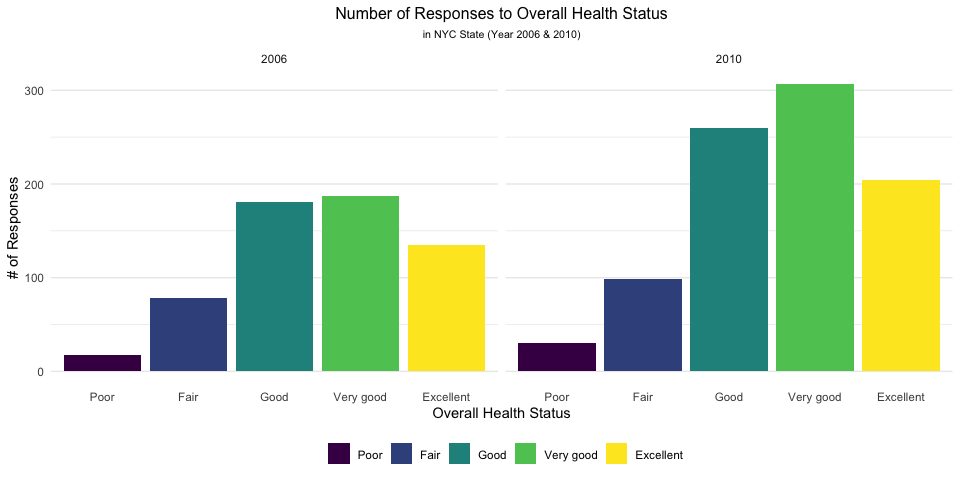 Number of Responses to Overall Health Status
in NYC State (Year 2006 & 2010)
2006 2010
300
200
100
0
# of Responses
Poor Fair Good Very good Excellent Poor Fair Good Very good Excellent
Overall Health Status
Poor Fair Good Very good Excellent